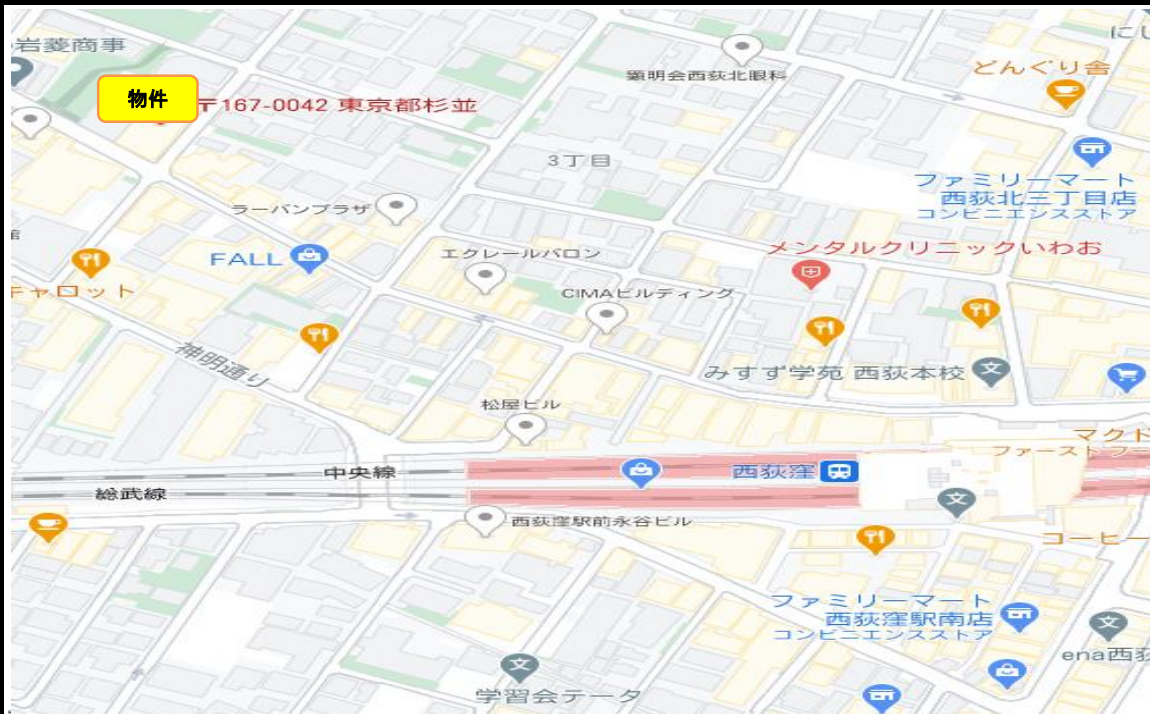 にし
岩菱商事
どんぐり舎
顕明会西荻北眼科
物件
〒167-0042 東京都杉並
3丁目
ファミリーマート
西荻北三丁目店
コンビニエンスストア
ラーバンプラザ
メンタルクリニックいわお
FALL
エクレールバロン
キャロット
CIMAビルディング
神明通り
みすず学苑 西荻本校
松屋ビル
マクド
ファーストフー
中央線
西荻窪
総武線
西荻窪駅前永谷ビル
コーヒー
ファミリーマート
西荻窪駅南店
コンビニエンスストア
ena西荻
学習会テータ